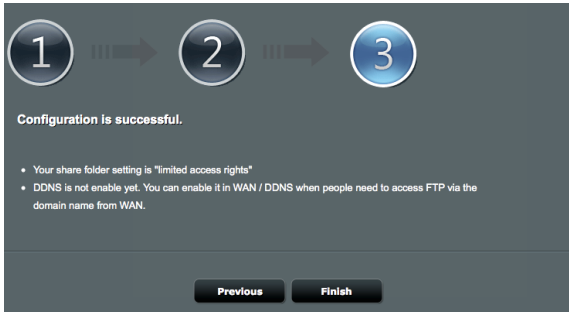 1 2 3
Configuration is successful.
• Your share folder setting is "limited access rights"
• DDNS is not enable yet. You can enable it in WAN / DDNS when people need to access FTP via the
domain name from WAN.
Previous Finish